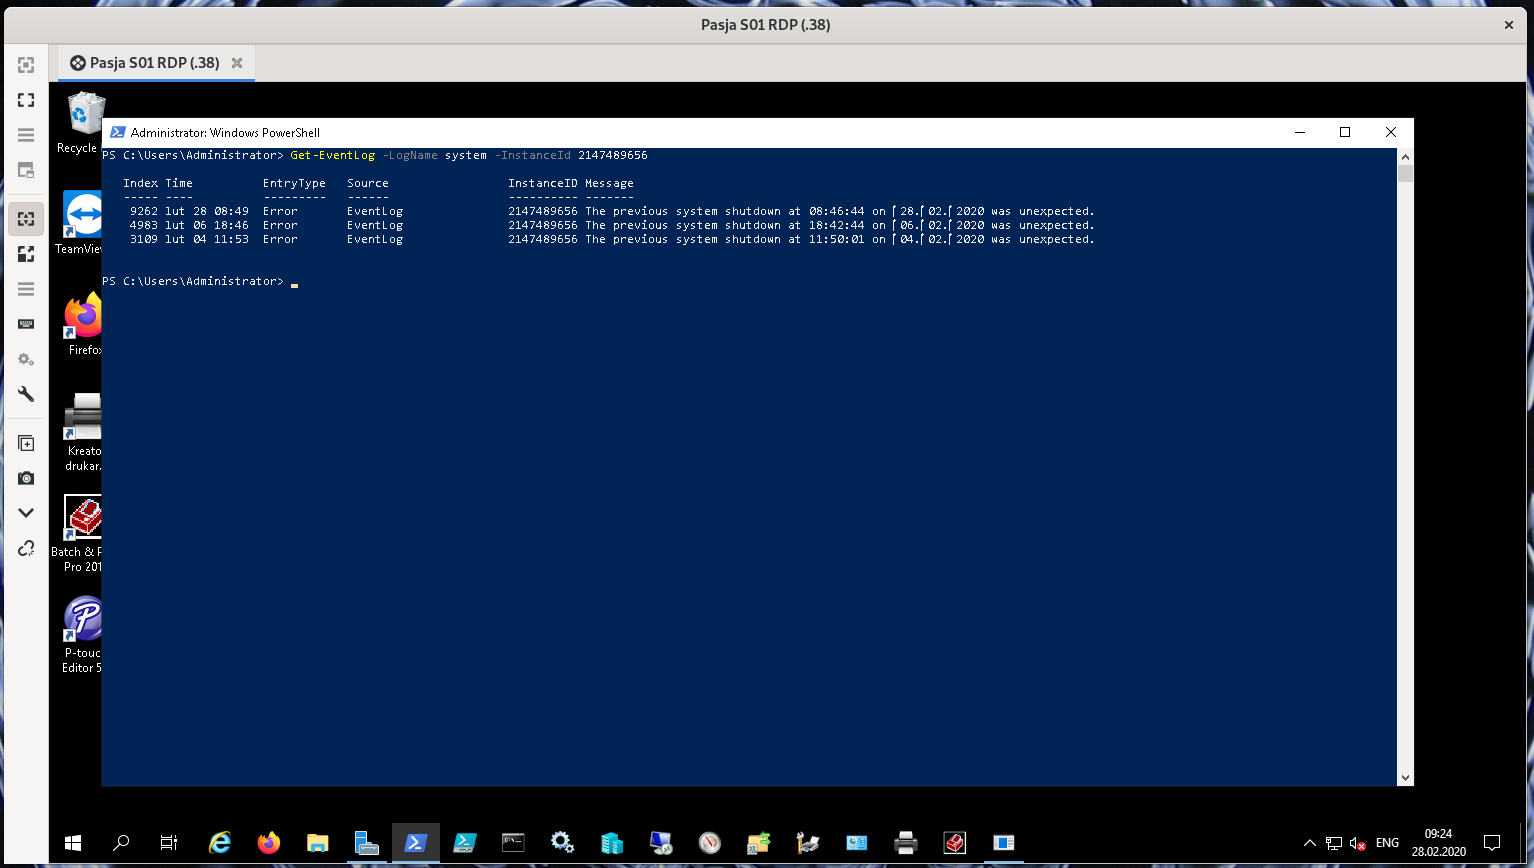 Pasja S01 RDP (.38)
Pasja S01 RDP (.38)
Recycle
TeamView
Firefox
Kreato
drukar.
Batch & P
Pro 201
P-touc
Editor 5
Administrator: Windows PowerShell
PS C:\Users\Administrator> Get-EventLog -LogName system -InstanceId 2147489656
Index Time EntryType Source InstanceID Message
----- ---- --------- ------ ---------- -------
9262 lut 28 08:49 Error EventLog 2147489656 The previous system shutdown at 08:46:44 on ⌈28.⌈02.⌈2020 was unexpected.
4983 lut 06 18:46 Error EventLog 2147489656 The previous system shutdown at 18:42:44 on ⌈06.⌈02.⌈2020 was unexpected.
3109 lut 04 11:53 Error EventLog 2147489656 The previous system shutdown at 11:50:01 on ⌈04.⌈02.⌈2020 was unexpected.
PS C:\Users\Administrator>
ENG
09:24
28.02.2020